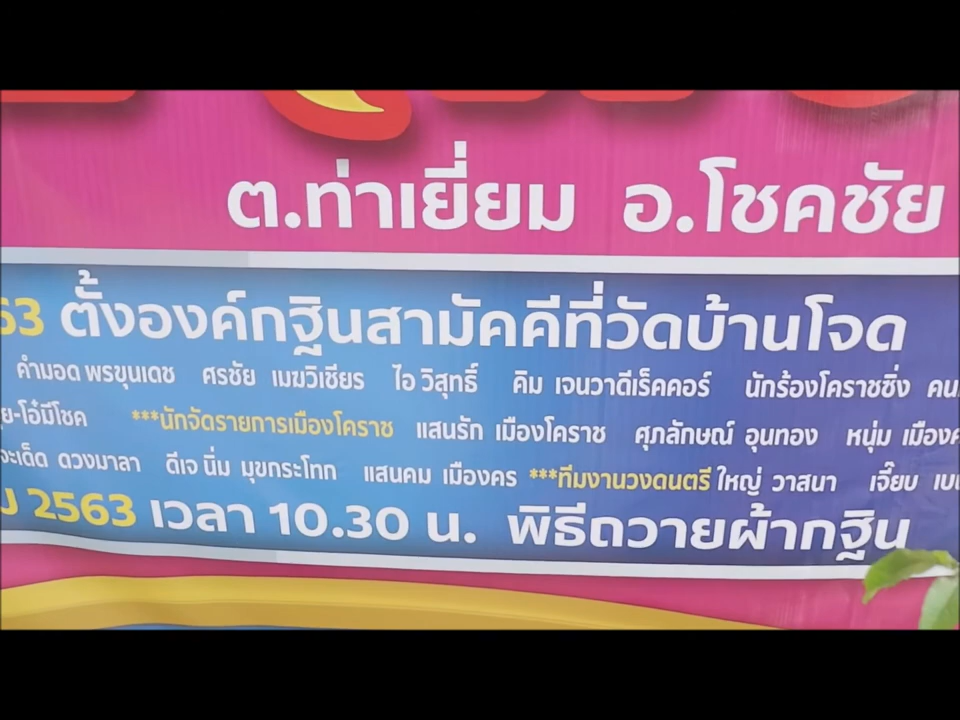 ต.ท่าเยี่ยม อ.โชคชัย
63 ตั้งองค์กฐินสามัคคีที่วัดบ้านโจด
คำมอด พรขุนเดช ศรชัย เมฆวิเชียร ไอ วิสุทธิ์ คิม เจนวาดีเร็คคอร์ นักร้องโคราชซิ่ง
-โอ๋มีโชค ***นักจัดรายการเมืองโคราช แสนรัก เมืองโคราช ศุภลักษณ์ อุนทอง หนุ่ม
จะเด็ด ดวงมาลา ดีเจ นิ่ม มุขกระโทก แสนคม เมืองคร ***ทีมงานวงดนตรี ใหญ่ วาสนา เจี๊ยบ
2563 เวลา 10.30 น. พิธีถวายผ้ากฐิน